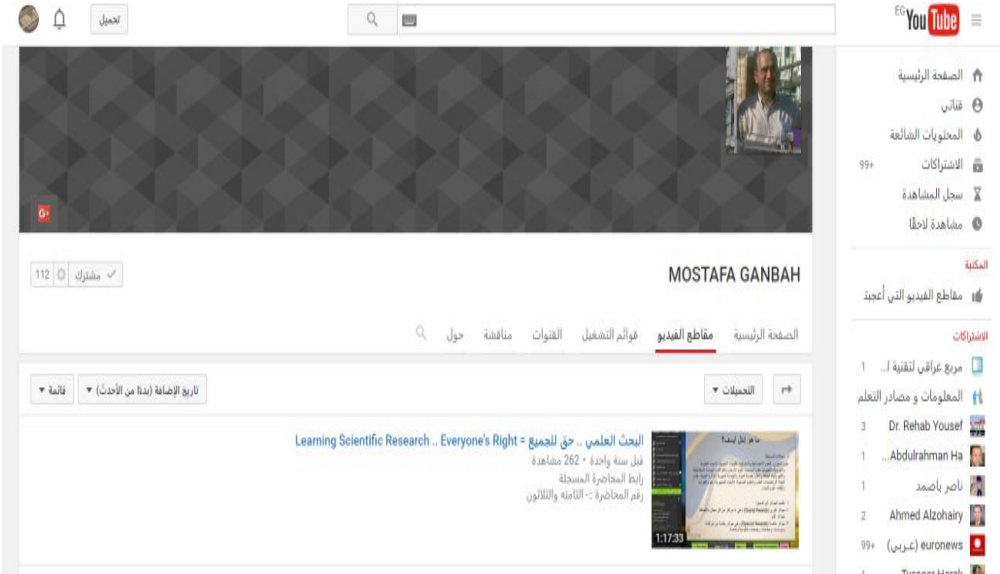 YouTube EG
تحميل
الصفحة الرئيسية
قناتي
المحتويات الشائعة
الاشتراكات +99
سجل المشاهدة
مشاهدة لاحقًا
المكتبة
مقاطع الفيديو التي أعجبتـ
الاشتراكات
مربع عراقي لتقنية لـ... 1
المعلومات و مصادر التعلم
Dr. Rehab Yousef 3
Abdulrahman Ha... 1
ناصر باصمد 1
Ahmed Alzohairy 2
euronews (عـربي) +99
G+
MOSTAFA GANBAH
مشترك 112
الصفحة الرئيسية مقاطع الفيديو قوائم التشغيل القنوات مناقشة حول
التحميلات تاريخ الإضافة (بدءًا من الأحدث) قائمة
البحث العلمي .. حق للجميع = Learning Scientific Research .. Everyone's Right
قبل سنة واحدة • 262 مشاهدة
رابط المحاضرة المسجلة
رقم المحاضرة :- الثامنه والثلاثون
1:17:33